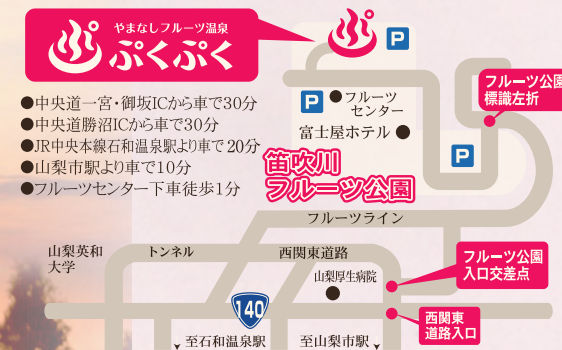 やまなしフルーツ温泉
ぷくぷく
●中央道一宮・御坂ICから車で30分
●中央道勝沼ICから車で30分
●JR中央本線石和温泉駅より車で20分
●山梨市駅より車で10分
●フルーツセンター下車徒歩1分
P
P
フルーツ
センター
富士屋ホテル
P
フルーツ公園
標識左折
笛吹川
フルーツ公園
フルーツライン
山梨英和
大学
トンネル
西関東道路
山梨厚生病院
フルーツ公園
入口交差点
140
西関東
道路入口
至石和温泉駅
至山梨市駅